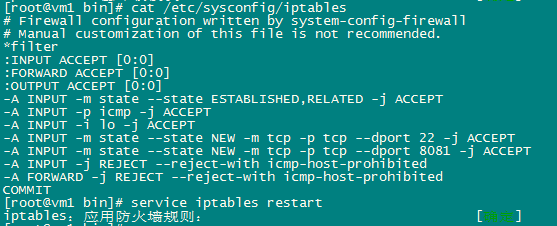 [root@vm1 bin]# cat /etc/sysconfig/iptables
# Firewall configuration written by system-config-firewall
# Manual customization of this file is not recommended.
*filter
:INPUT ACCEPT [0:0]
:FORWARD ACCEPT [0:0]
:OUTPUT ACCEPT [0:0]
-A INPUT -m state --state ESTABLISHED,RELATED -j ACCEPT
-A INPUT -p icmp -j ACCEPT
-A INPUT -i lo -j ACCEPT
-A INPUT -m state --state NEW -m tcp -p tcp --dport 22 -j ACCEPT
-A INPUT -m state --state NEW -m tcp -p tcp --dport 8081 -j ACCEPT
-A INPUT -j REJECT --reject-with icmp-host-prohibited
-A FORWARD -j REJECT --reject-with icmp-host-prohibited
COMMIT
[root@vm1 bin]# service iptables restart
iptables：应用防火墙规则： [ ]